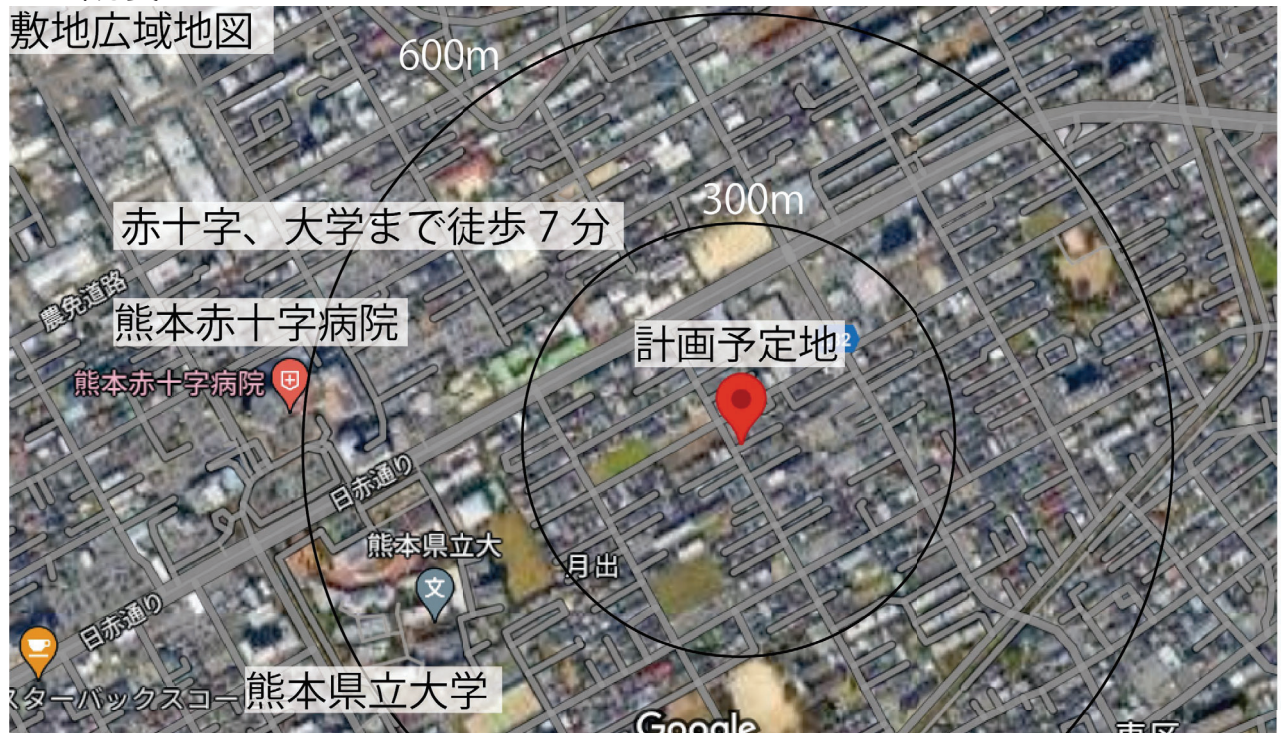 敷地広域地図
600m
300m
赤十字、大学まで徒歩7分
農免道路
熊本赤十字病院
計画予定地
2
熊本赤十字病院
日赤通り
熊本県立大
月出
日赤通り
スターバックスコー
熊本県立大学
Google
東区